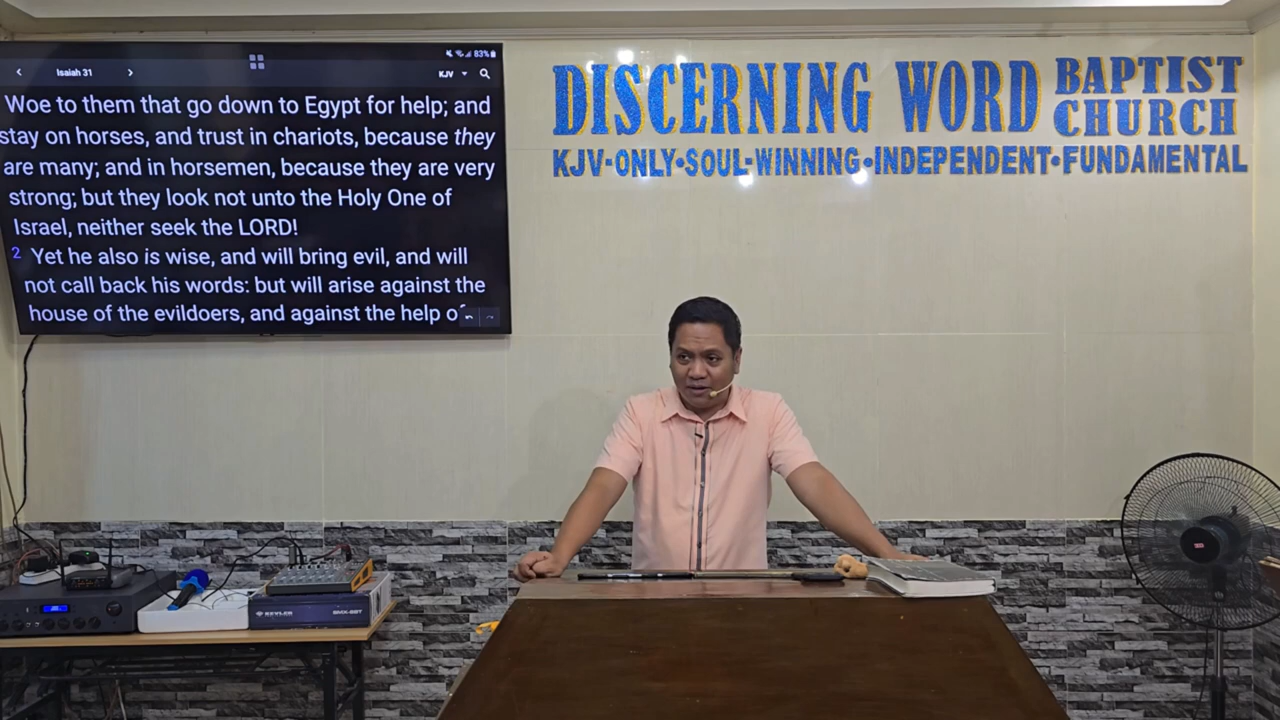 83%
Isaiah 31
KJV
Woe to them that go down to Egypt for help; and
stay on horses, and trust in chariots, because they
are many; and in horsemen, because they are very
strong; but they look not unto the Holy One of
Israel, neither seek the LORD!
2 Yet he also is wise, and will bring evil, and will
not call back his words: but will arise against the
house of the evildoers, and against the help
DISCERNING WORD BAPTIST
CHURCH
KJV-ONLY•SOUL-WINNING•INDEPENDENT•FUNDAMENTAL
KEVLER